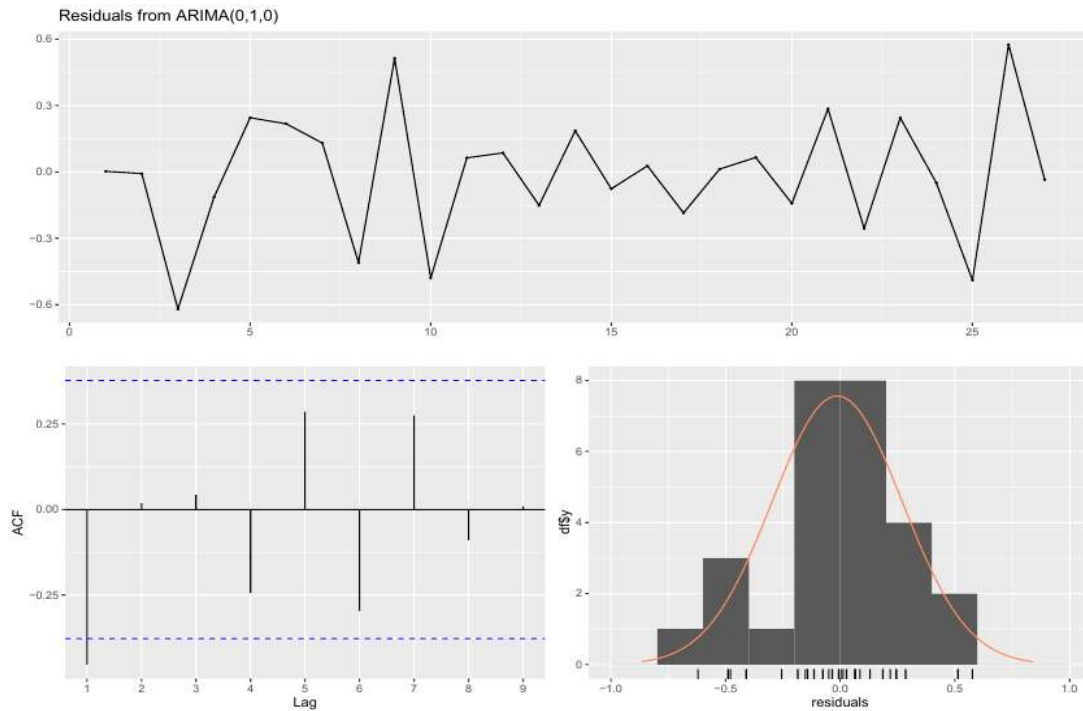 Residuals from ARIMA(0,1,0)
0.6
0.3
0.0
−0.3
−0.6
0 5 10 15 20 25
ACF
0.25
0.00
−0.25
1 2 3 4 5 6 7 8 9
Lag
df$y
8
6
4
2
0
−1.0 −0.5 0.0 0.5 1.0
residuals